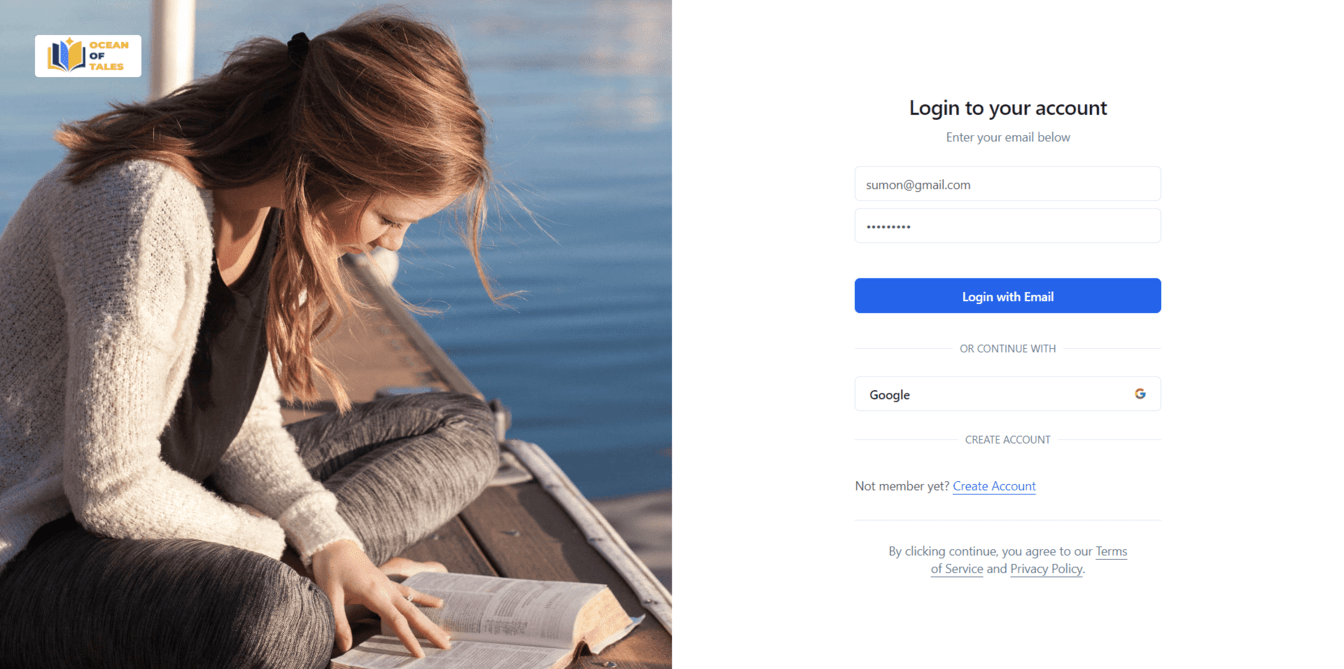 OCEAN
OF
TALES
Login to your account
Enter your email below
sumon@gmail.com
•••••••••
Login with Email
OR CONTINUE WITH
Google
CREATE ACCOUNT
Not member yet? Create Account
By clicking continue, you agree to our Terms
of Service and Privacy Policy.